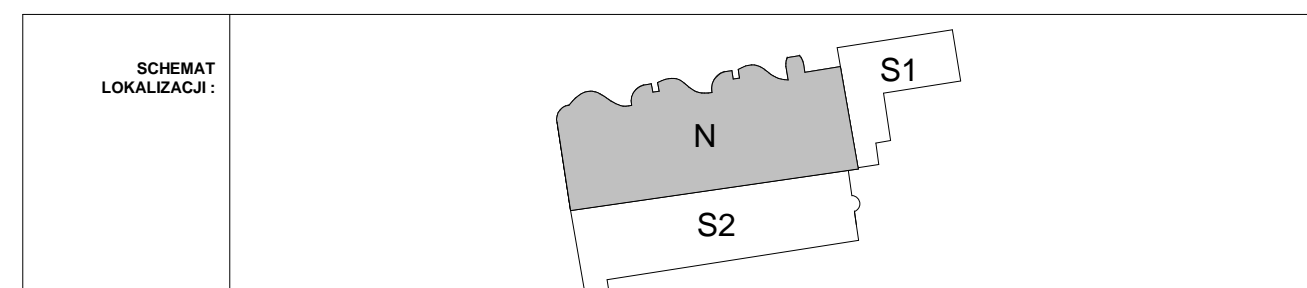 SCHEMAT
LOKALIZACJI :
S1
N
S2